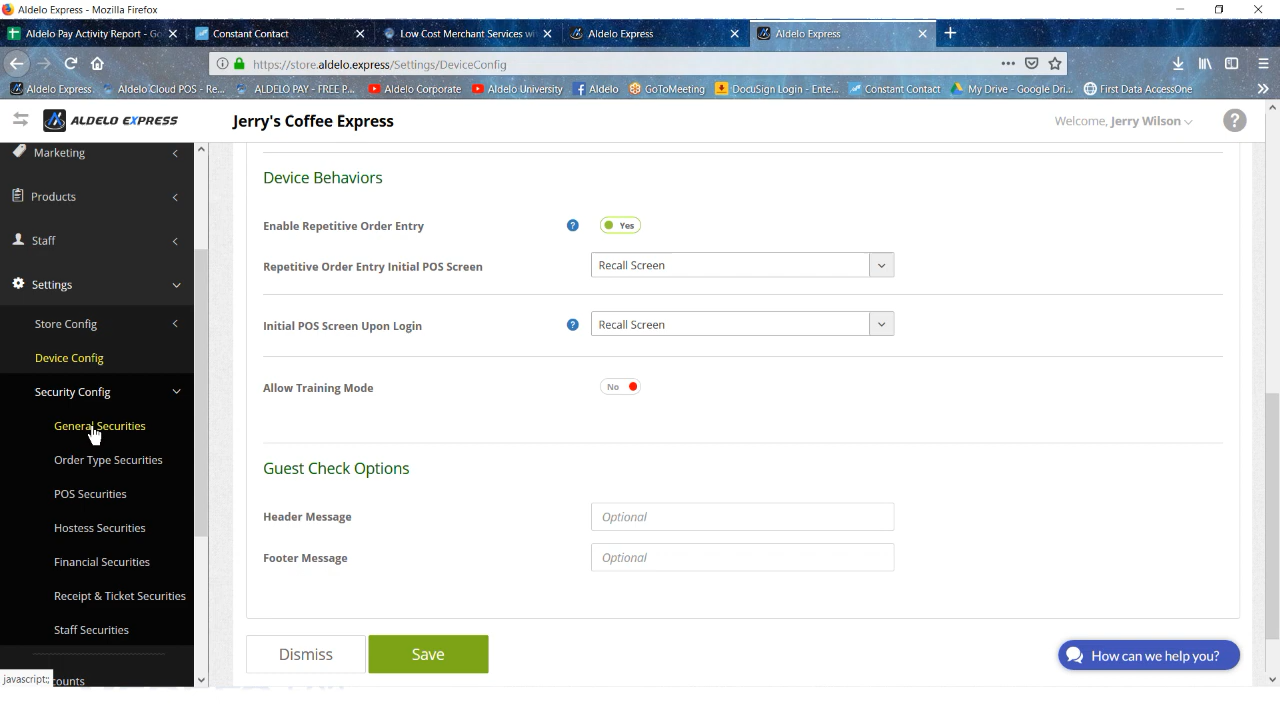 Aldelo Express - Mozilla Firefox
Aldelo Pay Activity Report - Go
Constant Contact
Low Cost Merchant Services wi
Aldelo Express
Aldelo Express
https://store.aldelo.express/Settings/DeviceConfig
Aldelo Express
Aldelo Cloud POS - Re...
ALDELO PAY - FREE P...
Aldelo Corporate
Aldelo University
Aldelo
GoToMeeting
DocuSign Login - Ente...
Constant Contact
My Drive - Google Dri...
First Data AccessOne
ALDELO EXPRESS
Jerry's Coffee Express
Welcome, Jerry Wilson
?
Marketing
Products
Staff
Settings
Store Config
Device Config
Security Config
General Securities
Order Type Securities
POS Securities
Hostess Securities
Financial Securities
Receipt & Ticket Securities
Staff Securities
counts
javascript:;
Device Behaviors
Enable Repetitive Order Entry
?
Yes
Repetitive Order Entry Initial POS Screen
Recall Screen
Initial POS Screen Upon Login
?
Recall Screen
Allow Training Mode
No
Guest Check Options
Header Message
Optional
Footer Message
Optional
Dismiss
Save
How can we help you?